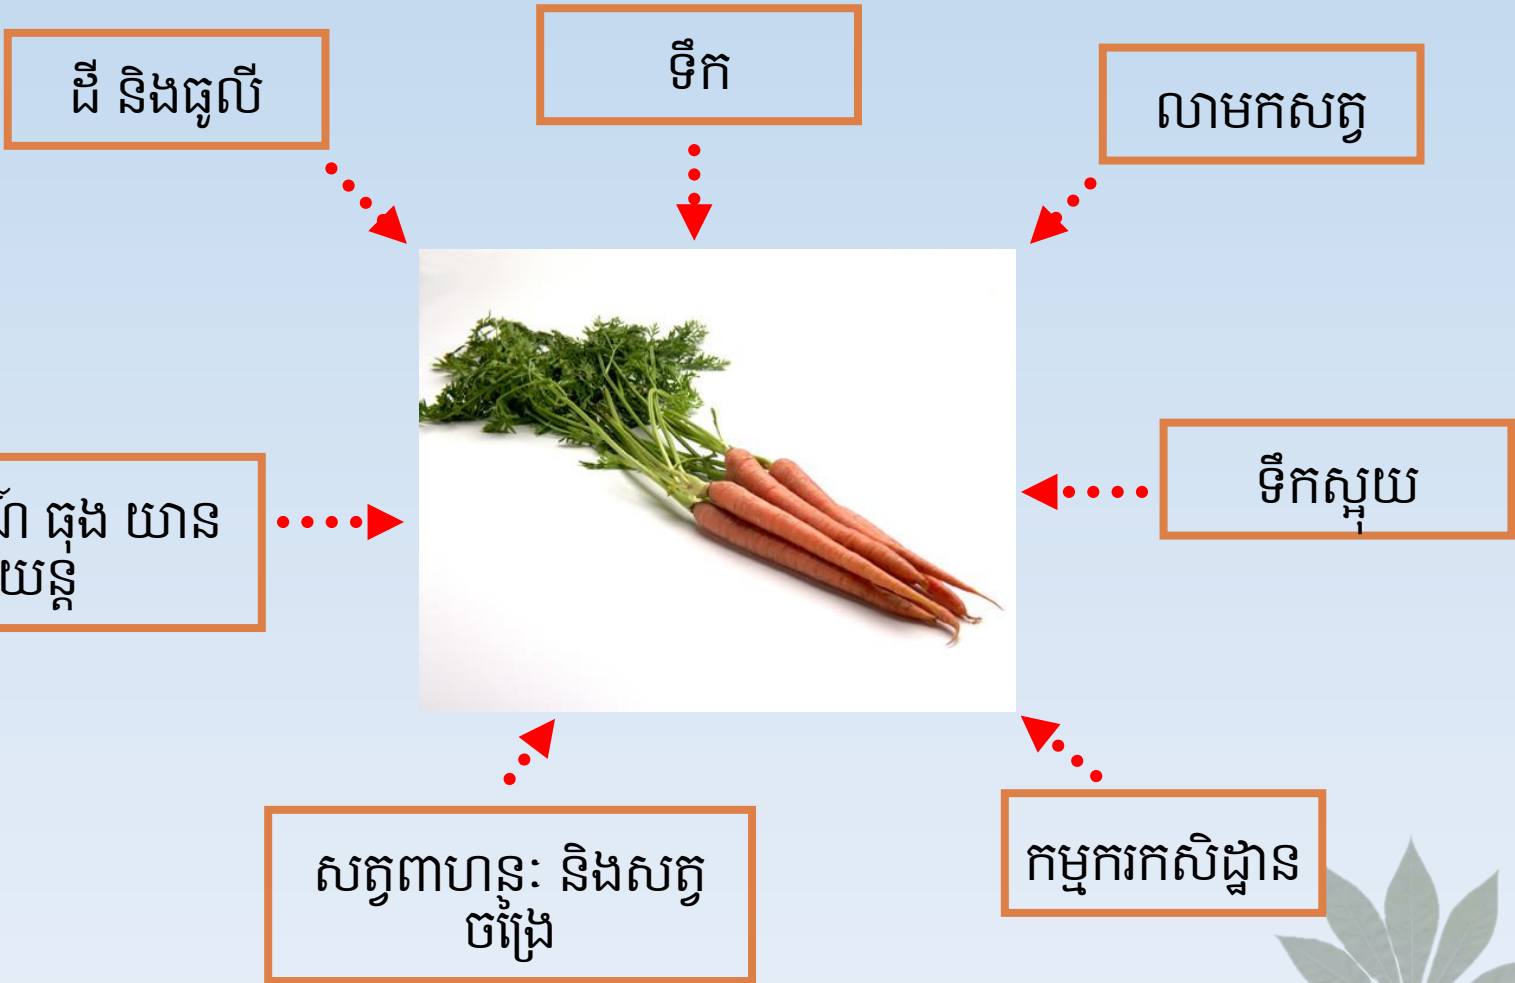 ដី និងធូលី
ទឹក
លាមកសត្វ
ធុង យាន
យន្ត
ទឹកស្អុយ
សត្វពាហនៈ និងសត្វ
ចង្រៃ
កម្មករកសិដ្ឋាន